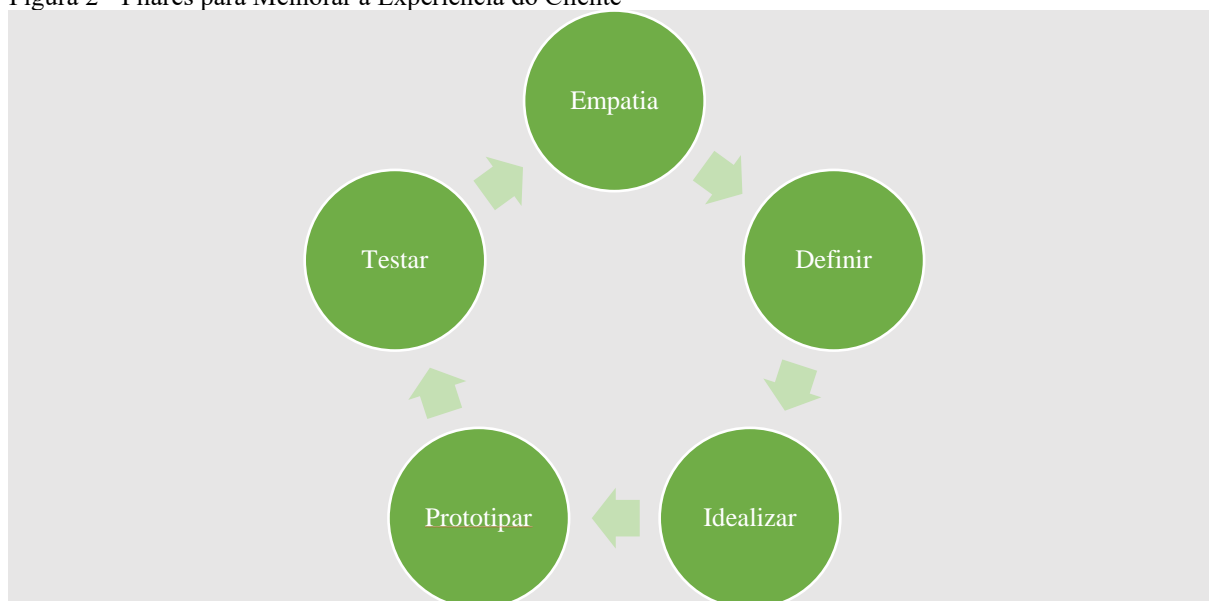 Figura 2 - Pilares para Melhorar a Experiência do Cliente
Empatia
Definir
Idealizar
Prototipar
Testar